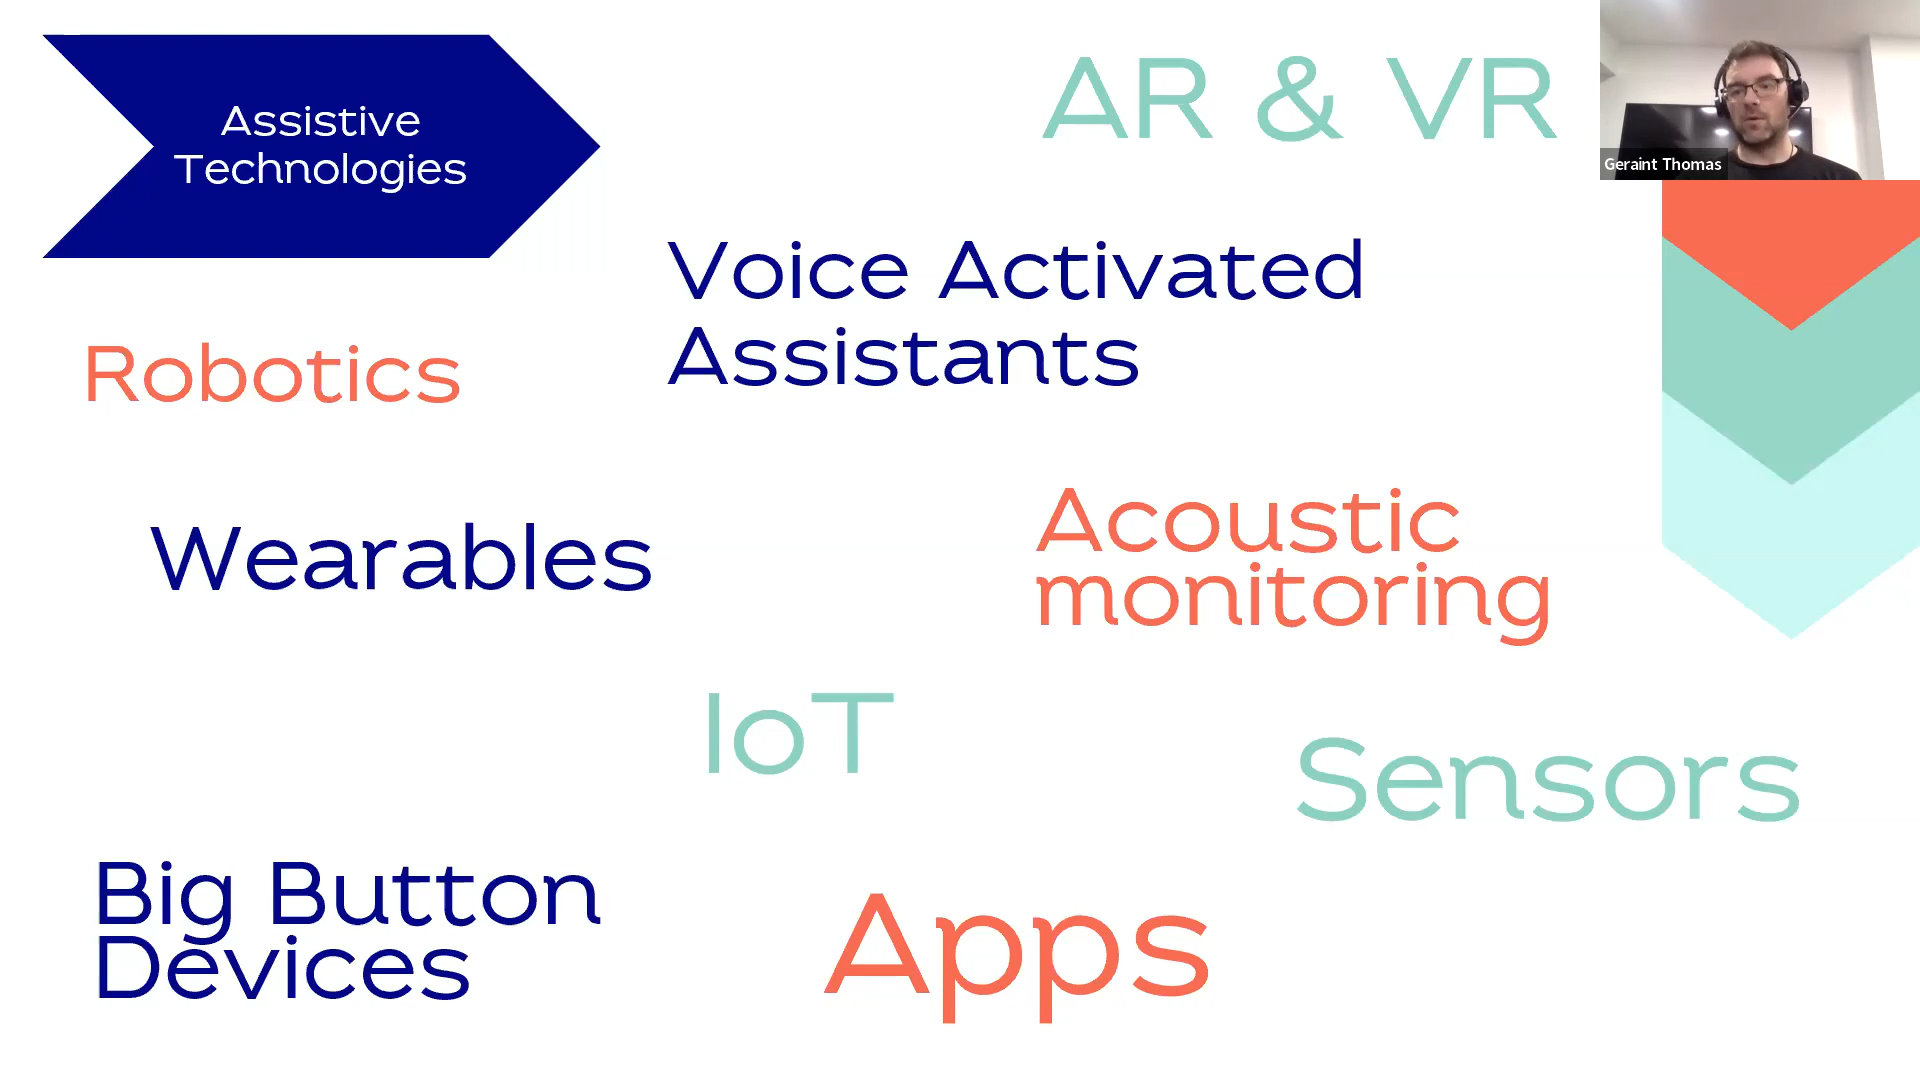 Assistive
Technologies
AR & VR
Geraint Thomas
Voice Activated
Assistants
Robotics
Wearables
Acoustic
monitoring
IoT
Sensors
Big Button
Devices
Apps